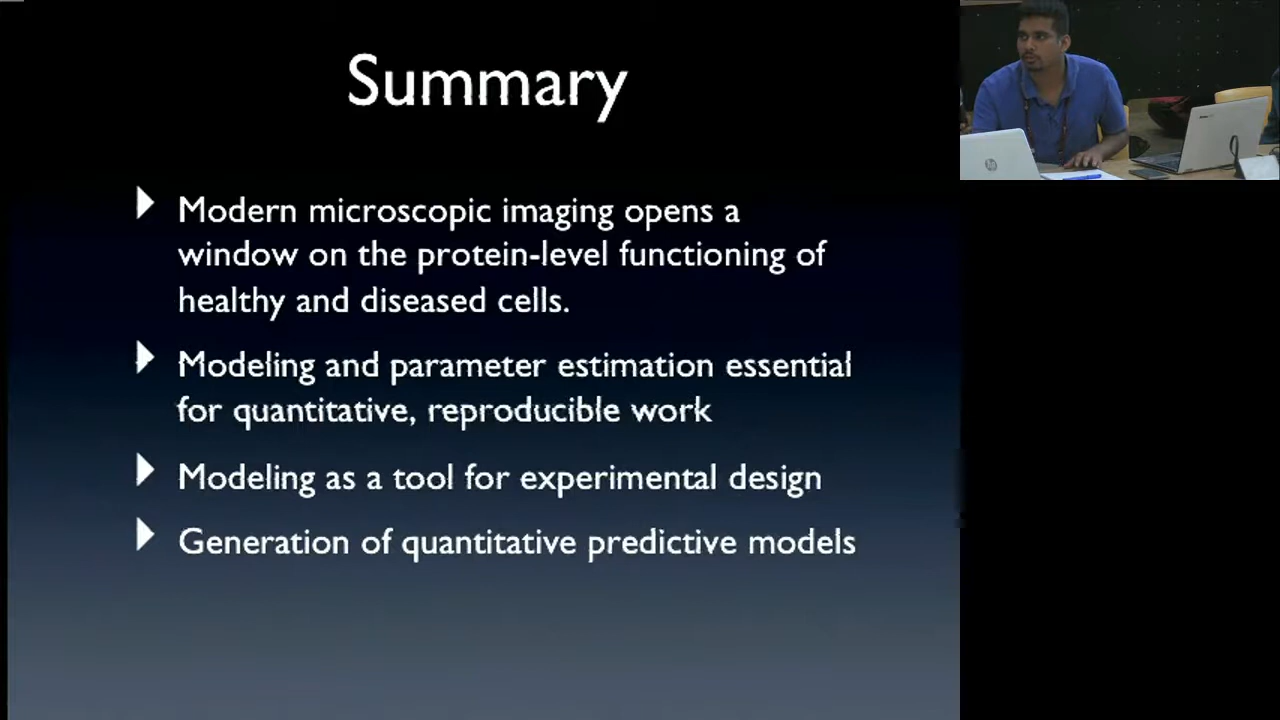 Summary
Modern microscopic imaging opens a
window on the protein-level functioning of
healthy and diseased cells.
Modeling and parameter estimation essential
for quantitative, reproducible work
Modeling as a tool for experimental design
Generation of quantitative predictive models
hp